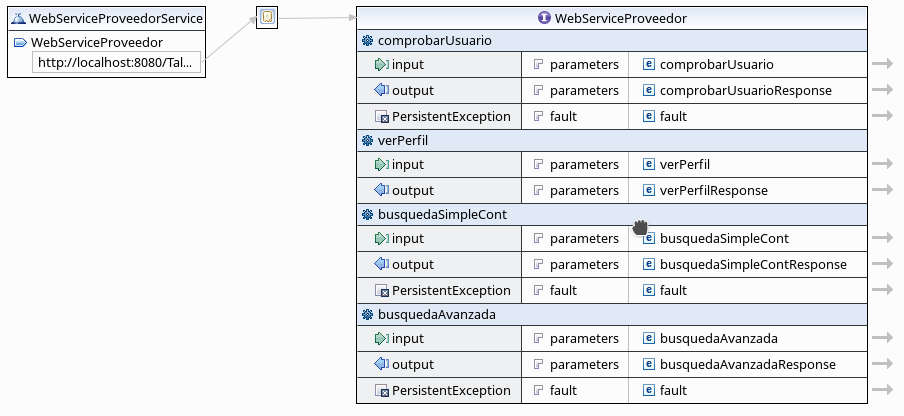 WebServiceProveedorService
WebServiceProveedor
http://localhost:8080/Tal...
WebServiceProveedor
comprobarUsuario
input parameters comprobarUsuario
output parameters comprobarUsuarioResponse
PersistentException fault fault
verPerfil
input parameters verPerfil
output parameters verPerfilResponse
busquedaSimpleCont
input parameters busquedaSimpleCont
output parameters busquedaSimpleContResponse
PersistentException fault fault
busquedaAvanzada
input parameters busquedaAvanzada
output parameters busquedaAvanzadaResponse
PersistentException fault fault